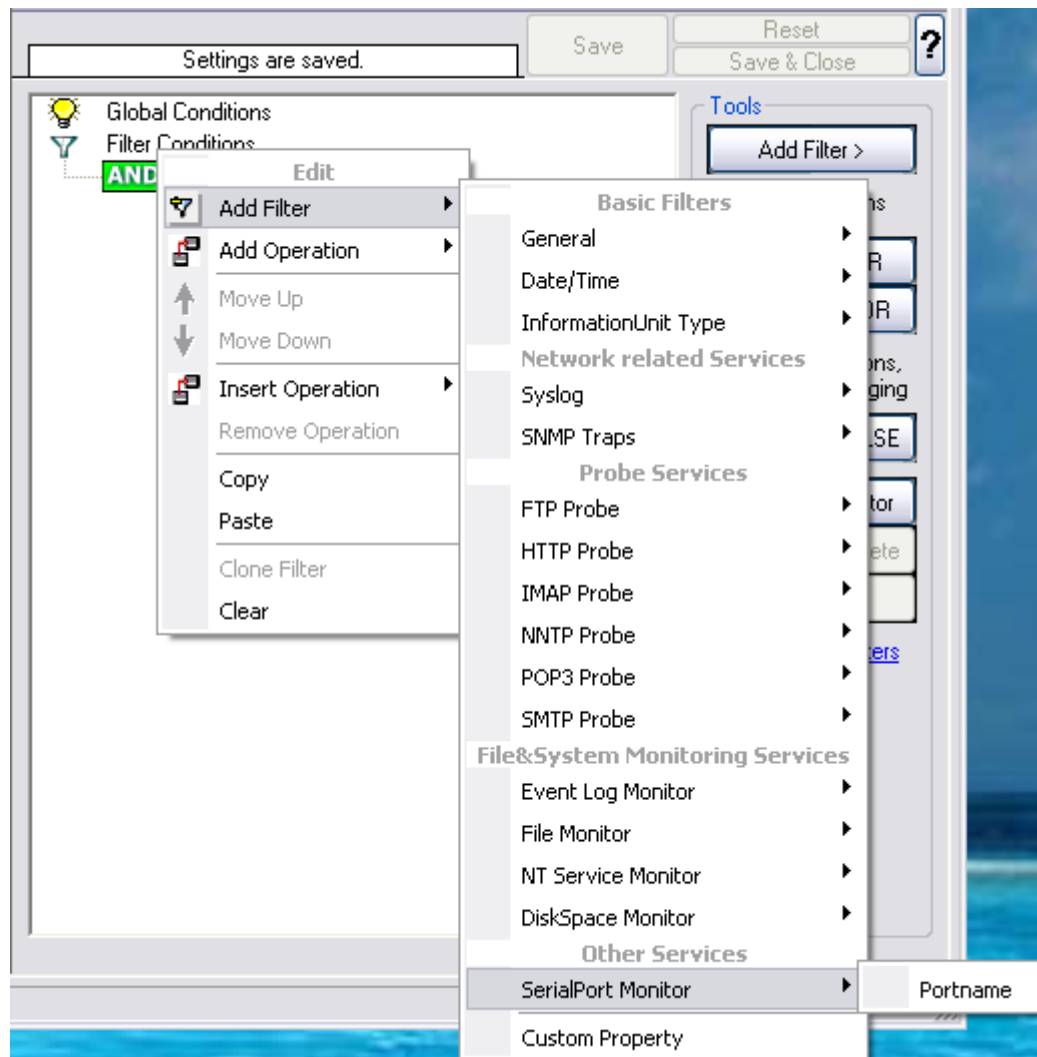 Settings are saved.
Save
Reset
Save & Close
?
Global Conditions
Filter Conditions
AND
Tools
Add Filter >
Edit
Add Filter
Add Operation
Move Up
Move Down
Insert Operation
Remove Operation
Copy
Paste
Clone Filter
Clear
Basic Filters
General
Date/Time
InformationUnit Type
Network related Services
Syslog
SNMP Traps
Probe Services
FTP Probe
HTTP Probe
IMAP Probe
NNTP Probe
POP3 Probe
SMTP Probe
File&System Monitoring Services
Event Log Monitor
File Monitor
NT Service Monitor
DiskSpace Monitor
Other Services
SerialPort Monitor
Custom Property
Portname